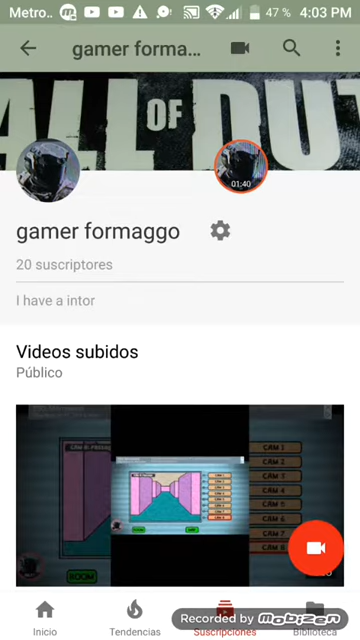 Metro.. 47 % 4:03 PM
gamer forma...
ALL OF DUT
01:40
gamer formaggo
20 suscriptores
I have a intor
Videos subidos
Público
CAM 1
CAM 2
CAM 3
CAM 4
CAM 5
CAM 6
CAM 7
CAM 8
ROOM
Inicio
Tendencias
Suscripciones
Biblioteca
Recorded by mobizen